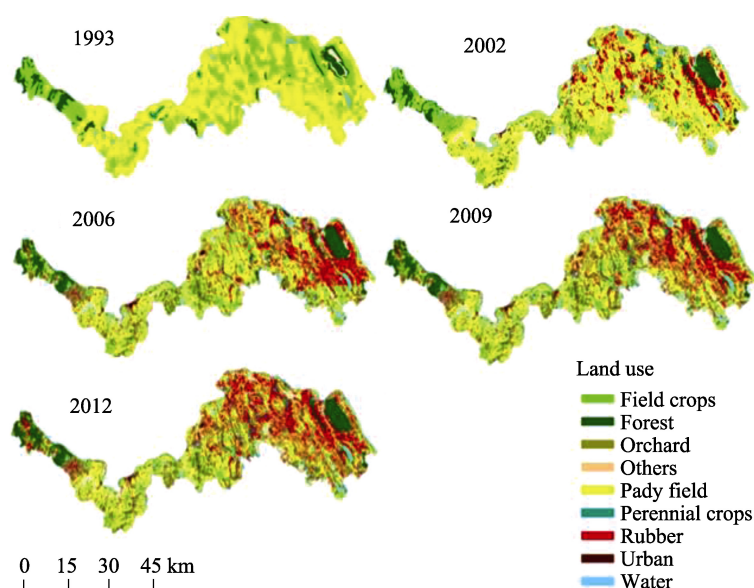 1993
2002
2006
2009
2012
Land use
Field crops
Forest
Orchard
Others
Pady field
Perennial crops
Rubber
Urban
Water
0 15 30 45 km